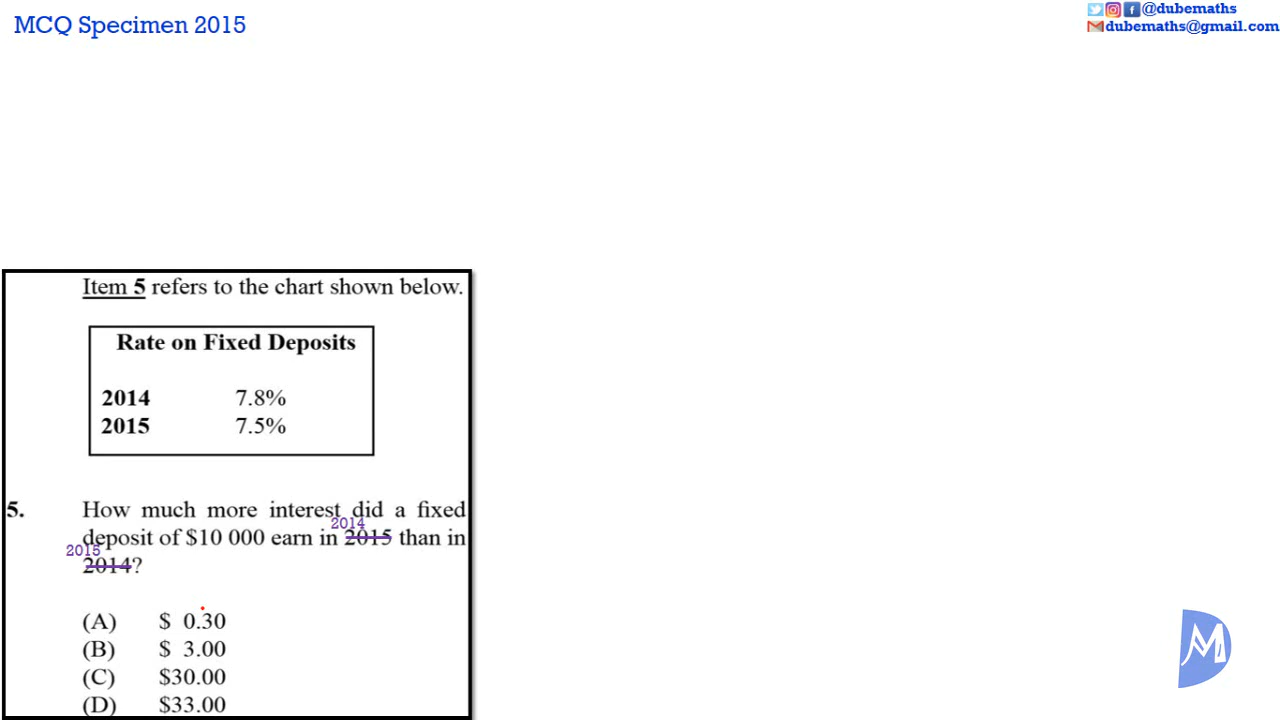 MCQ Specimen 2015
@dubemaths
dubemaths@gmail.com
Item 5 refers to the chart shown below.
Rate on Fixed Deposits
2014 7.8%
2015 7.5%
5. How much more interest did a fixed
2014
deposit of $10 000 earn in 2015 than in
2015
2014?
(A) $ 0.30
(B) $ 3.00
(C) $30.00
(D) $33.00
M